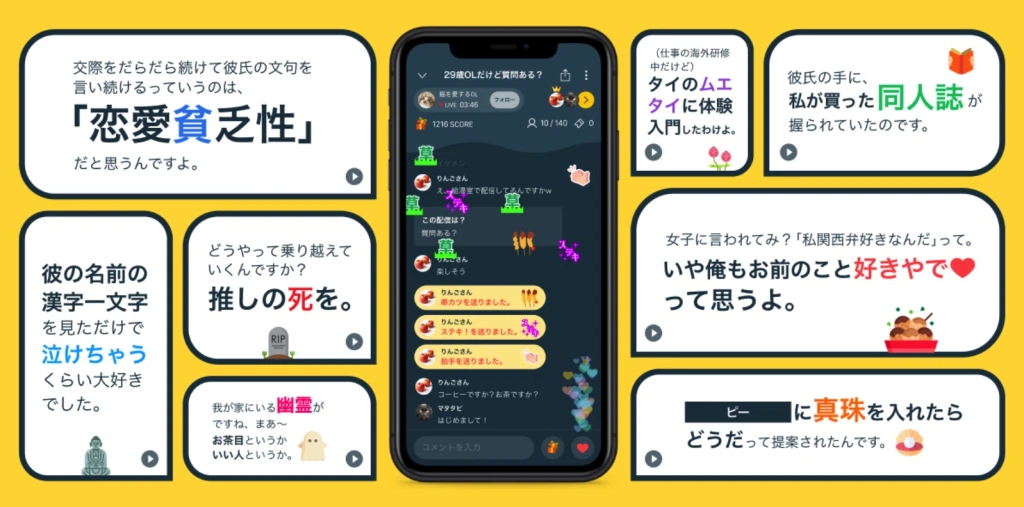 交際をだらだら続けて彼氏の文句を
言い続けるっていうのは、
「恋愛貧乏性」
だと思うんですよ。
彼の名前の
漢字一文字
を見ただけで
泣けちゃう
くらい大好き
でした。
どうやって乗り越えて
いくんですか？
推しの死を。
RIP
我が家にいる幽霊が
ですね、まあ〜
お茶目というか
いい人というか。
29歳OLだけど質問ある？
猫を愛するOL
LIVE 03:46
フォロー
1216 SCORE
10 / 140
0
草
イケメン
りんごさん
え、給湯室で配信してるんですかw
草
ステキ
草
この配信は？
質問ある？
草
ステキ
りんごさん
楽しそう
りんごさん
串カツを送りました。
りんごさん
ステキ！を送りました。
りんごさん
拍手を送りました。
りんごさん
コーヒーですか？お茶ですか？
マタタビ
はじめまして！
コメントを入力
（仕事の海外研修
中だけど）
タイのムエ
タイに体験
入門したわけよ。
彼氏の手に、
私が買った同人誌が
握られていたのです。
女子に言われてみ？「私関西弁好きなんだ」って。
いや俺もお前のこと好きやで♥
って思うよ。
ピーに真珠を入れたら
どうだって提案されたんです。